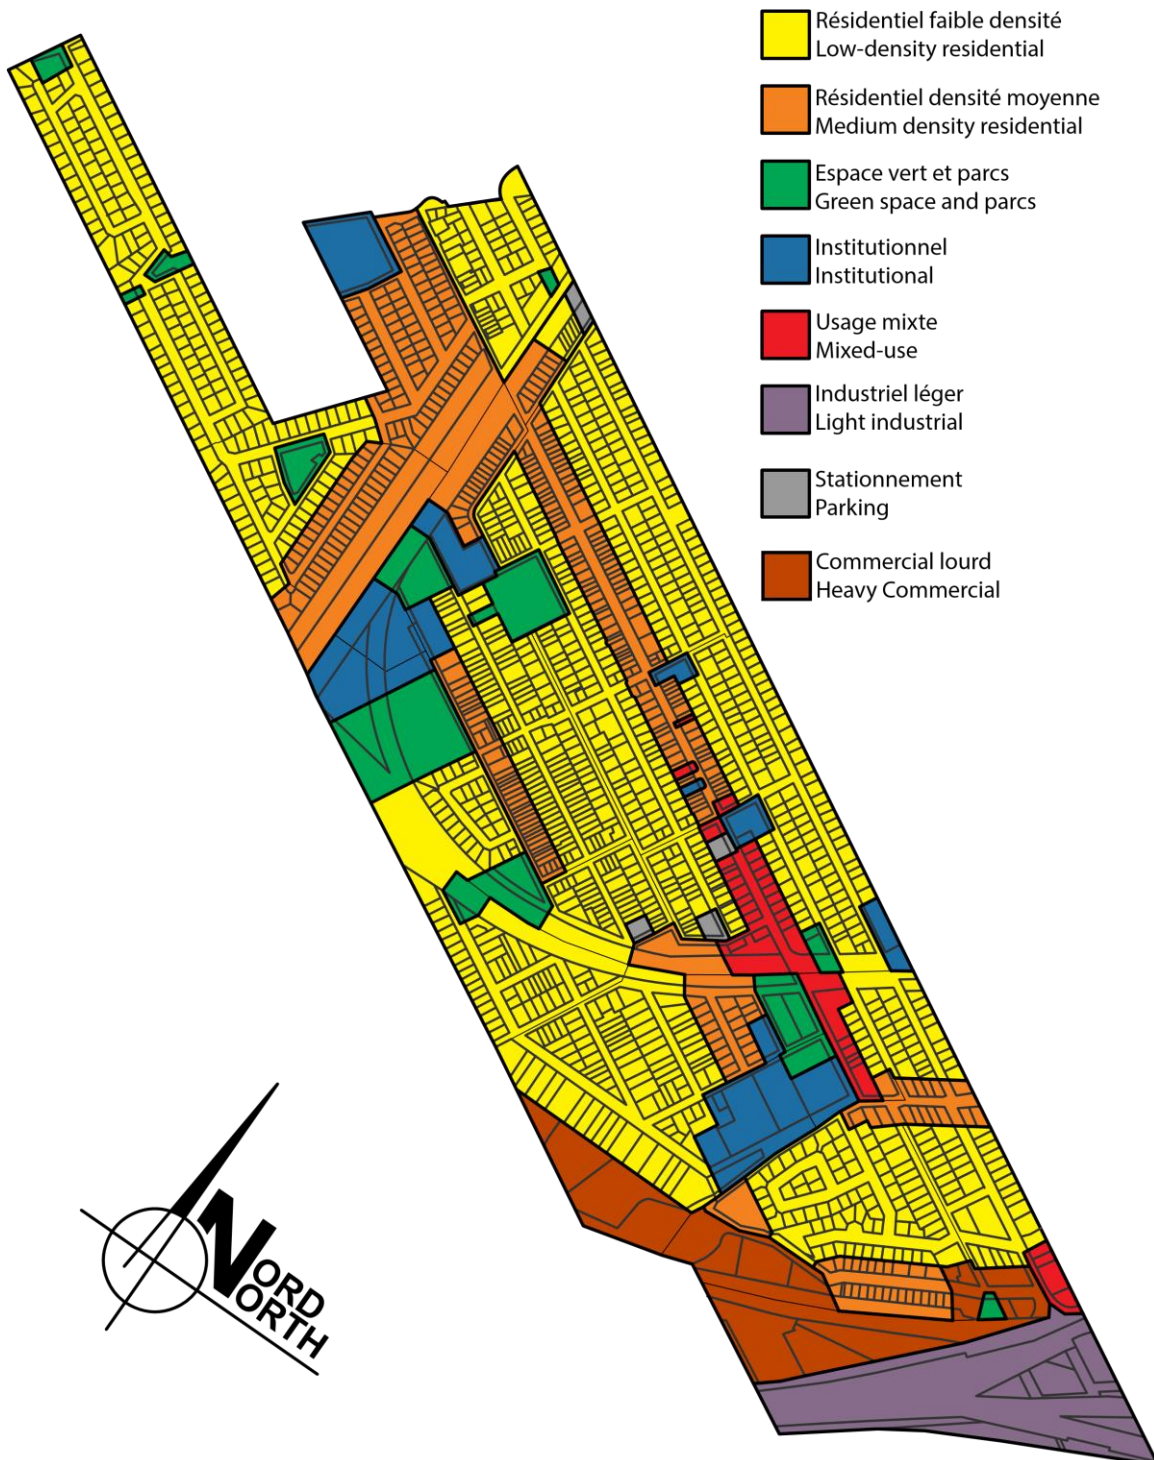 Résidentiel faible densité
Low-density residential
Résidentiel densité moyenne
Medium density residential
Espace vert et parcs
Green space and parcs
Institutionnel
Institutional
Usage mixte
Mixed-use
Industriel léger
Light industrial
Stationnement
Parking
Commercial lourd
Heavy Commercial
NORD
NORTH